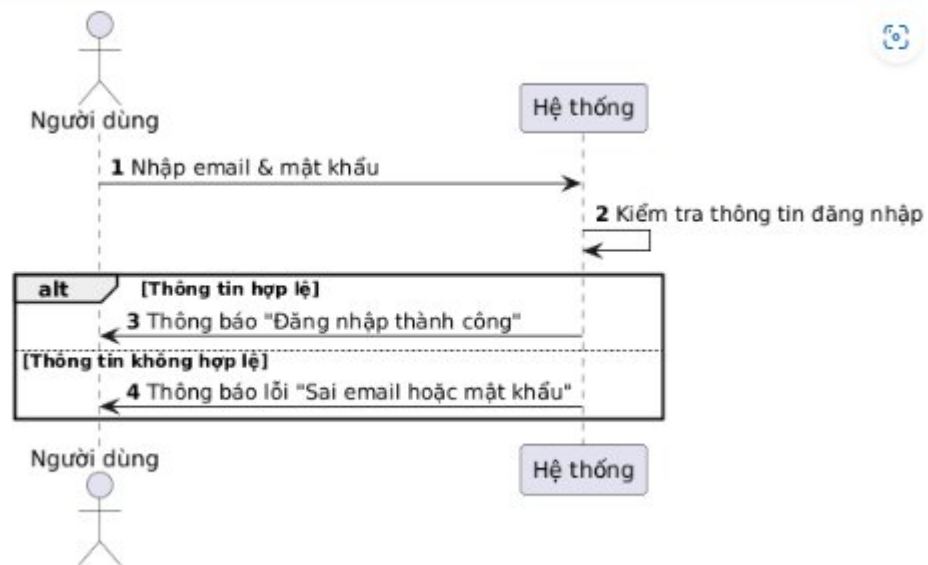 Người dùng
Hệ thống
1 Nhập email & mật khẩu
2 Kiểm tra thông tin đăng nhập
alt [Thông tin hợp lệ]
3 Thông báo "Đăng nhập thành công"
[Thông tin không hợp lệ]
4 Thông báo lỗi "Sai email hoặc mật khẩu"
Người dùng
Hệ thống